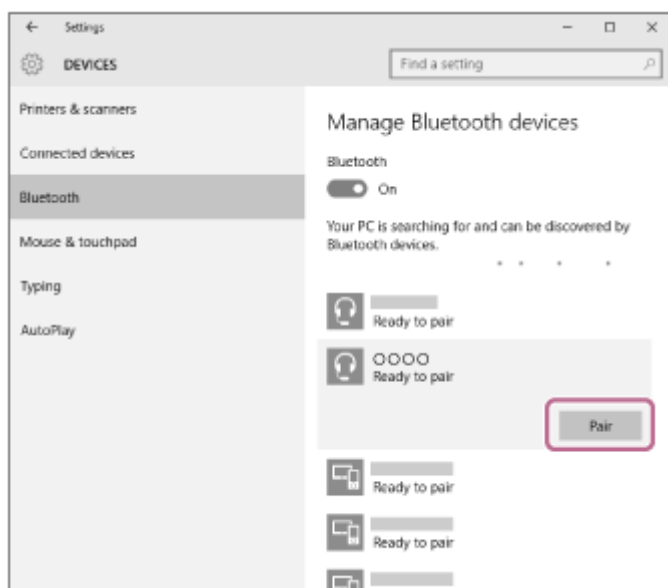 Settings
DEVICES
Find a setting
Printers & scanners
Connected devices
Bluetooth
Mouse & touchpad
Typing
AutoPlay
Manage Bluetooth devices
Bluetooth
On
Your PC is searching for and can be discovered by
Bluetooth devices.
Ready to pair
OOOO
Ready to pair
Pair
Ready to pair
Ready to pair